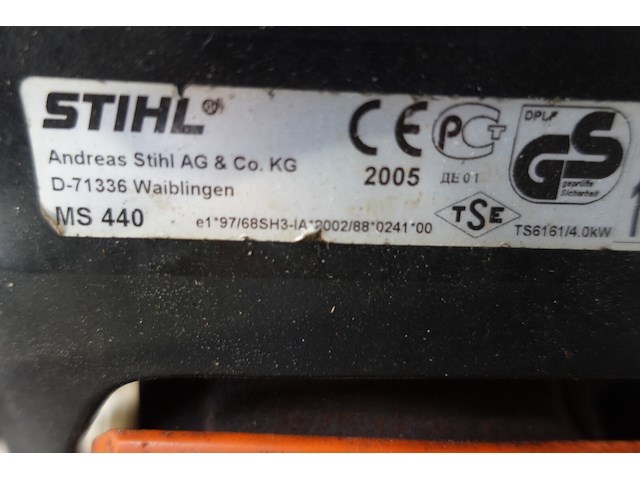 STIHL®
Andreas Stihl AG & Co. KG
D-71336 Waiblingen
MS 440
e1*97/68SH3-IA*2002/88*0241*00
CE
2005
РСТ
ДЕ 01
TSE
DPLF
GS
geprüfte
Sicherheit
TS6161/4.0kW